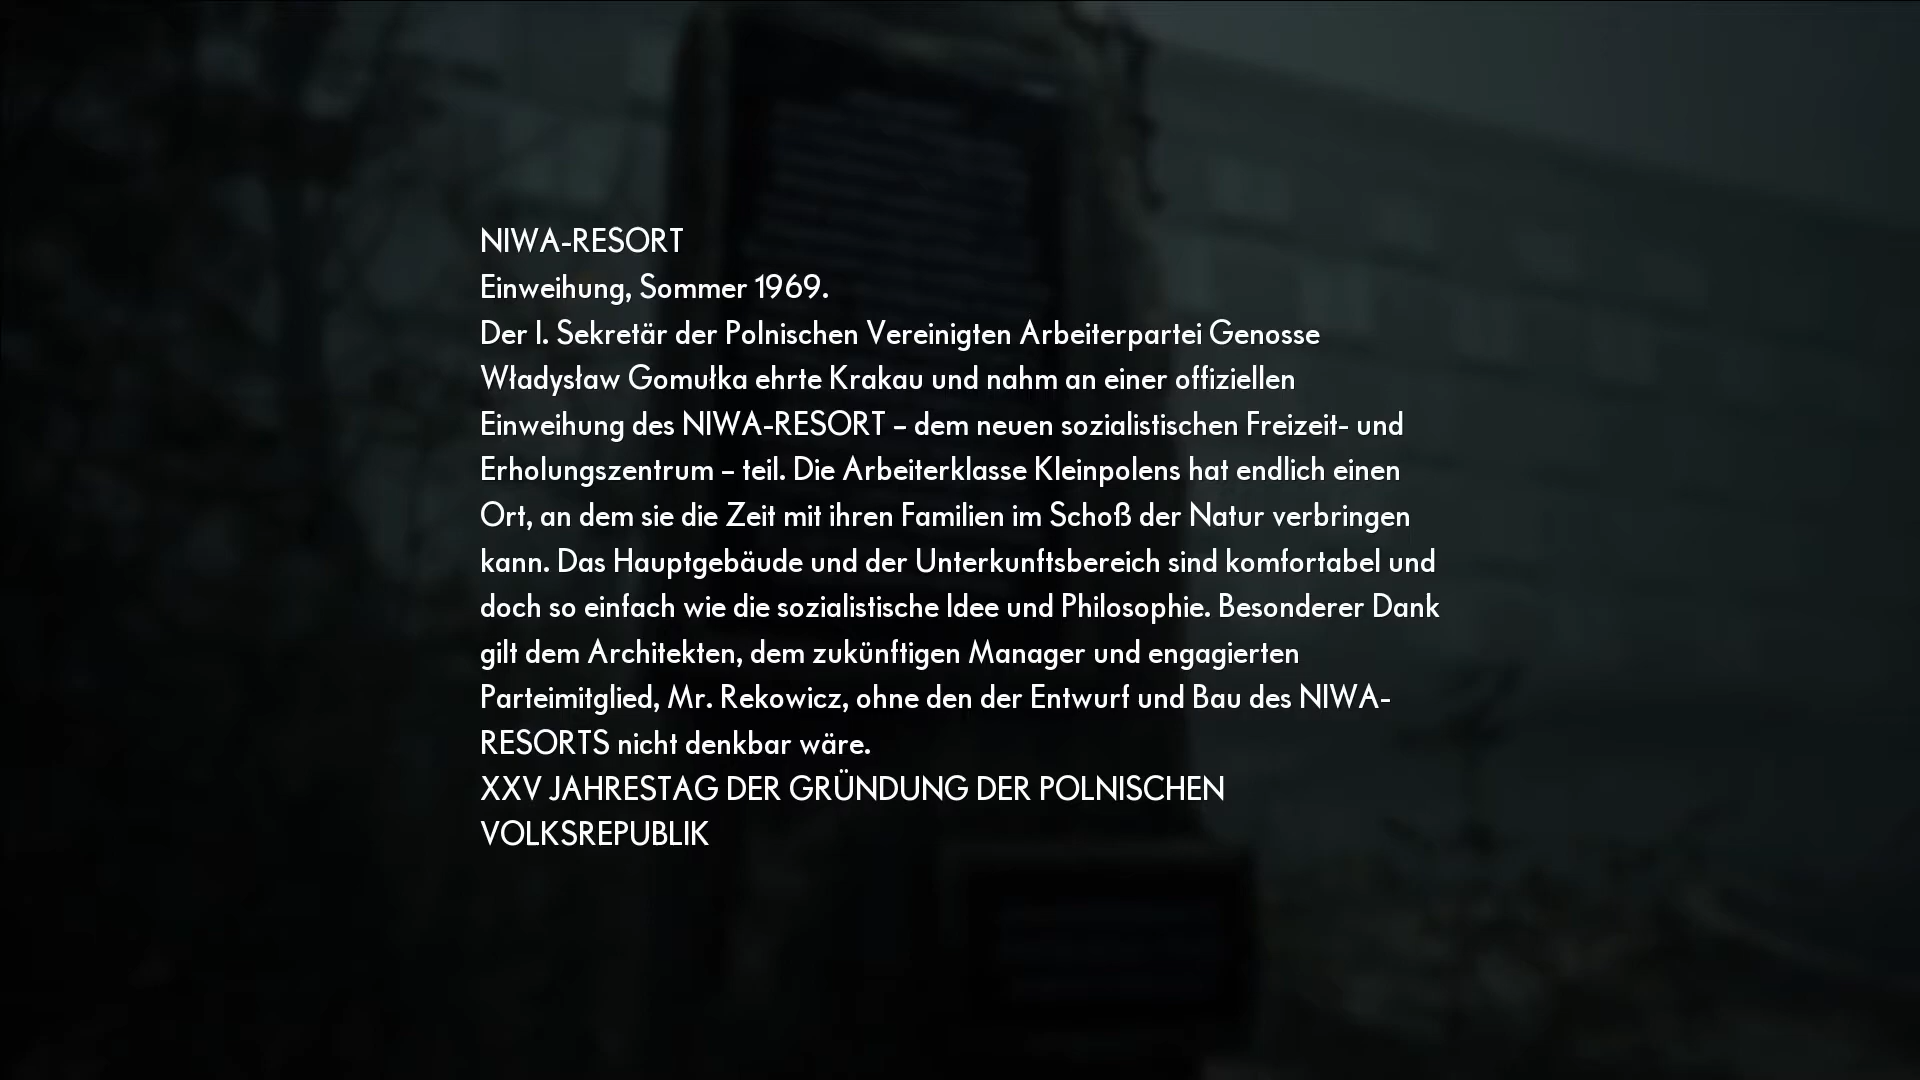 NIWA-RESORT
Einweihung, Sommer 1969.
Der I. Sekretär der Polnischen Vereinigten Arbeiterpartei Genosse
Władysław Gomułka ehrte Krakau und nahm an einer offiziellen
Einweihung des NIWA-RESORT – dem neuen sozialistischen Freizeit- und
Erholungszentrum – teil. Die Arbeiterklasse Kleinpolens hat endlich einen
Ort, an dem sie die Zeit mit ihren Familien im Schoß der Natur verbringen
kann. Das Hauptgebäude und der Unterkunftsbereich sind komfortabel und
doch so einfach wie die sozialistische Idee und Philosophie. Besonderer Dank
gilt dem Architekten, dem zukünftigen Manager und engagierten
Parteimitglied, Mr. Rekowicz, ohne den der Entwurf und Bau des NIWA-
RESORTS nicht denkbar wäre.
XXV JAHRESTAG DER GRÜNDUNG DER POLNISCHEN
VOLKSREPUBLIK